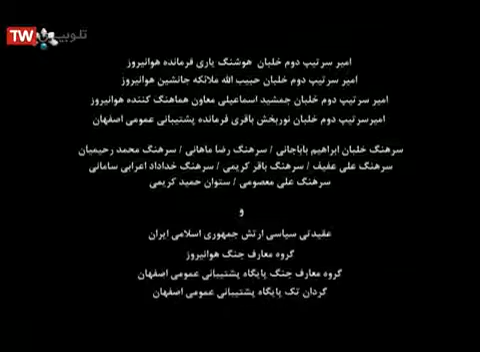 TW تلوبیون
امیر سرتیپ دوم خلبان هوشنگ یاری فرمانده هوانیروز
امیر سرتیپ دوم خلبان حبیب الله ملانکه جانشین هوانیروز
امیر سرتیپ دوم خلبان جمشید اسماعیلی معاون هماهنگ کننده هوانیروز
امیرسرتیپ دوم خلبان نوربخش باقری فرمانده پشتیبانی عمومی اصفهان
سرهنگ خلبان ابراهیم باباجانی / سرهنگ رضا ماهانی / سرهنگ محمد رحیمیان
سرهنگ علی عفیف / سرهنگ باقر کریمی / سرهنگ خداداد اعرابی سامانی
سرهنگ علی معصومی / ستوان حمید کریمی
و
عقیدتی سیاسی ارتش جمهوری اسلامی ایران
گروه معارف جنگ هوانیروز
گروه معارف جنگ پایگاه پشتیبانی عمومی اصفهان
گردان تک پایگاه پشتیبانی عمومی اصفهان